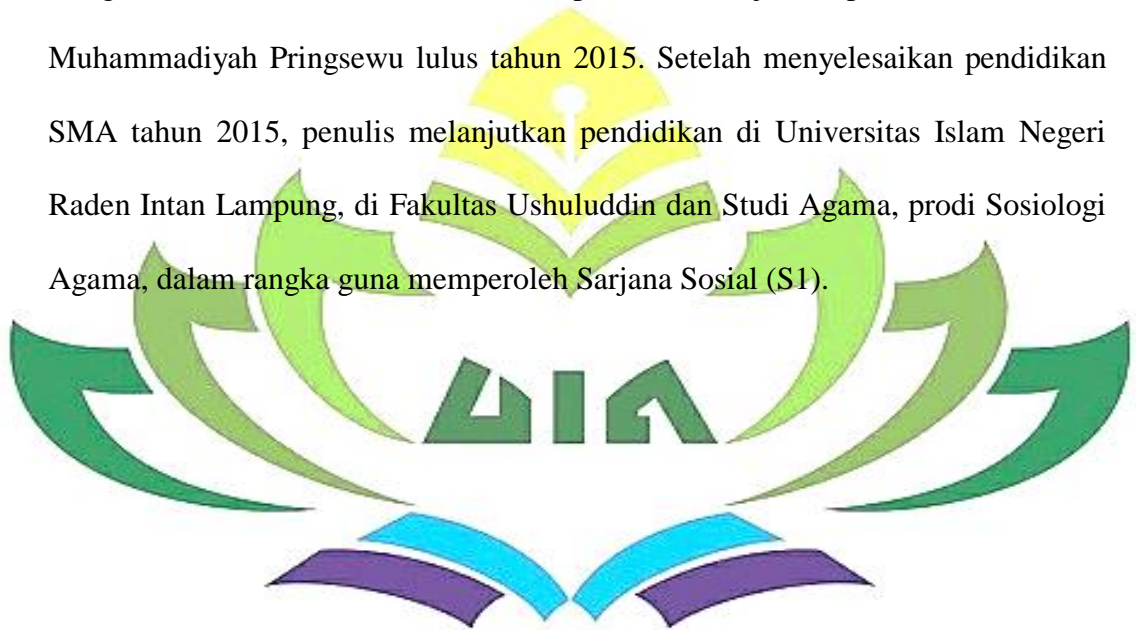 Muhammadiyah Pringsewu lulus tahun 2015. Setelah menyelesaikan pendidikan
SMA tahun 2015, penulis melanjutkan pendidikan di Universitas Islam Negeri
Raden Intan Lampung, di Fakultas Ushuluddin dan Studi Agama, prodi Sosiologi
Agama, dalam rangka guna memperoleh Sarjana Sosial (S1).
UIN